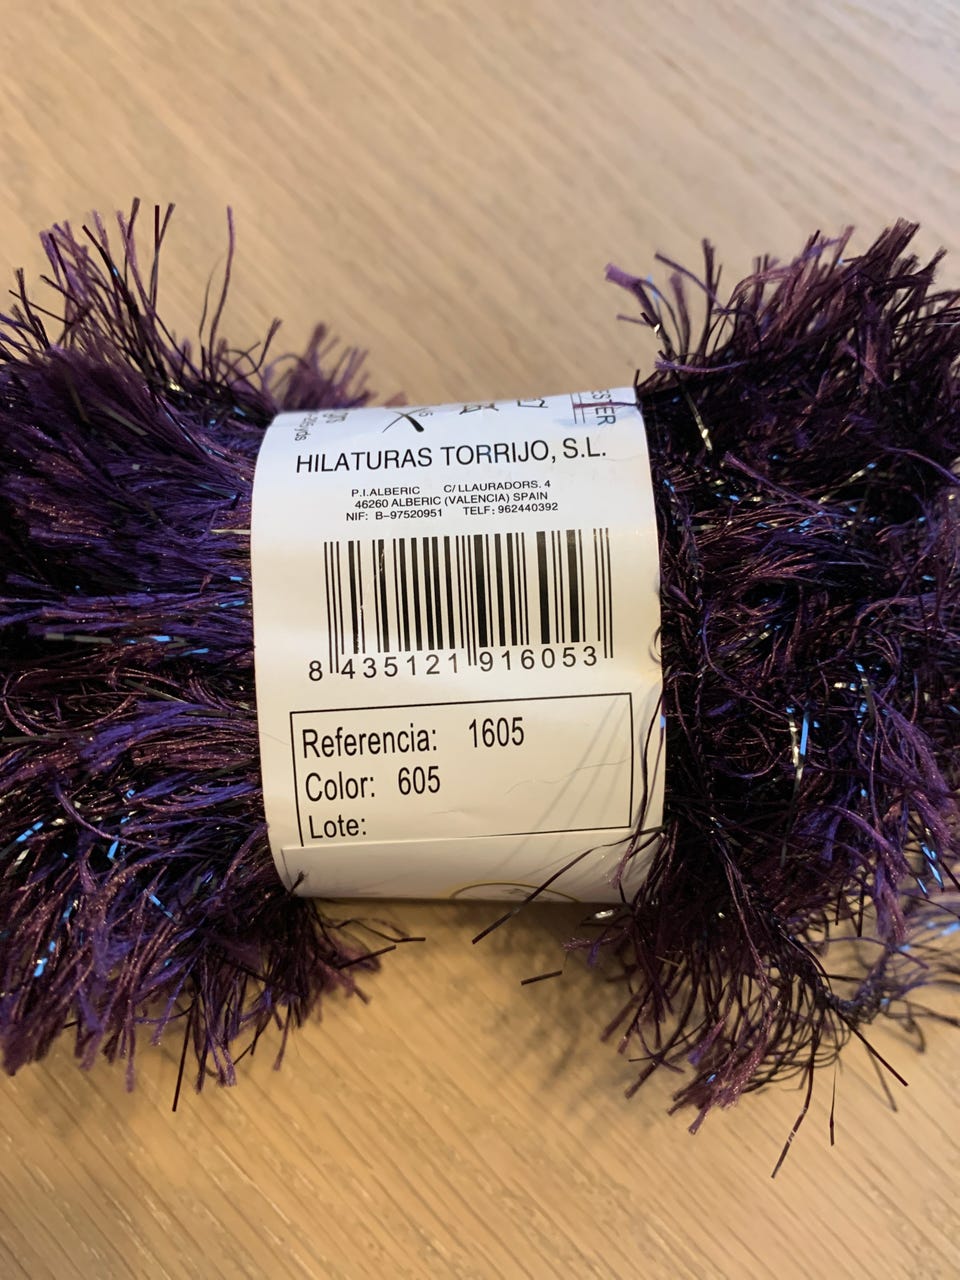 HILATURAS TORRIJO, S.L.
P.I.ALBERIC C/LLAURADORS, 4
46260 ALBERIC (VALENCIA) SPAIN
NIF: B-97520951 TELF: 962440392
8 435121 916053
Referencia: 1605
Color: 605
Lote: